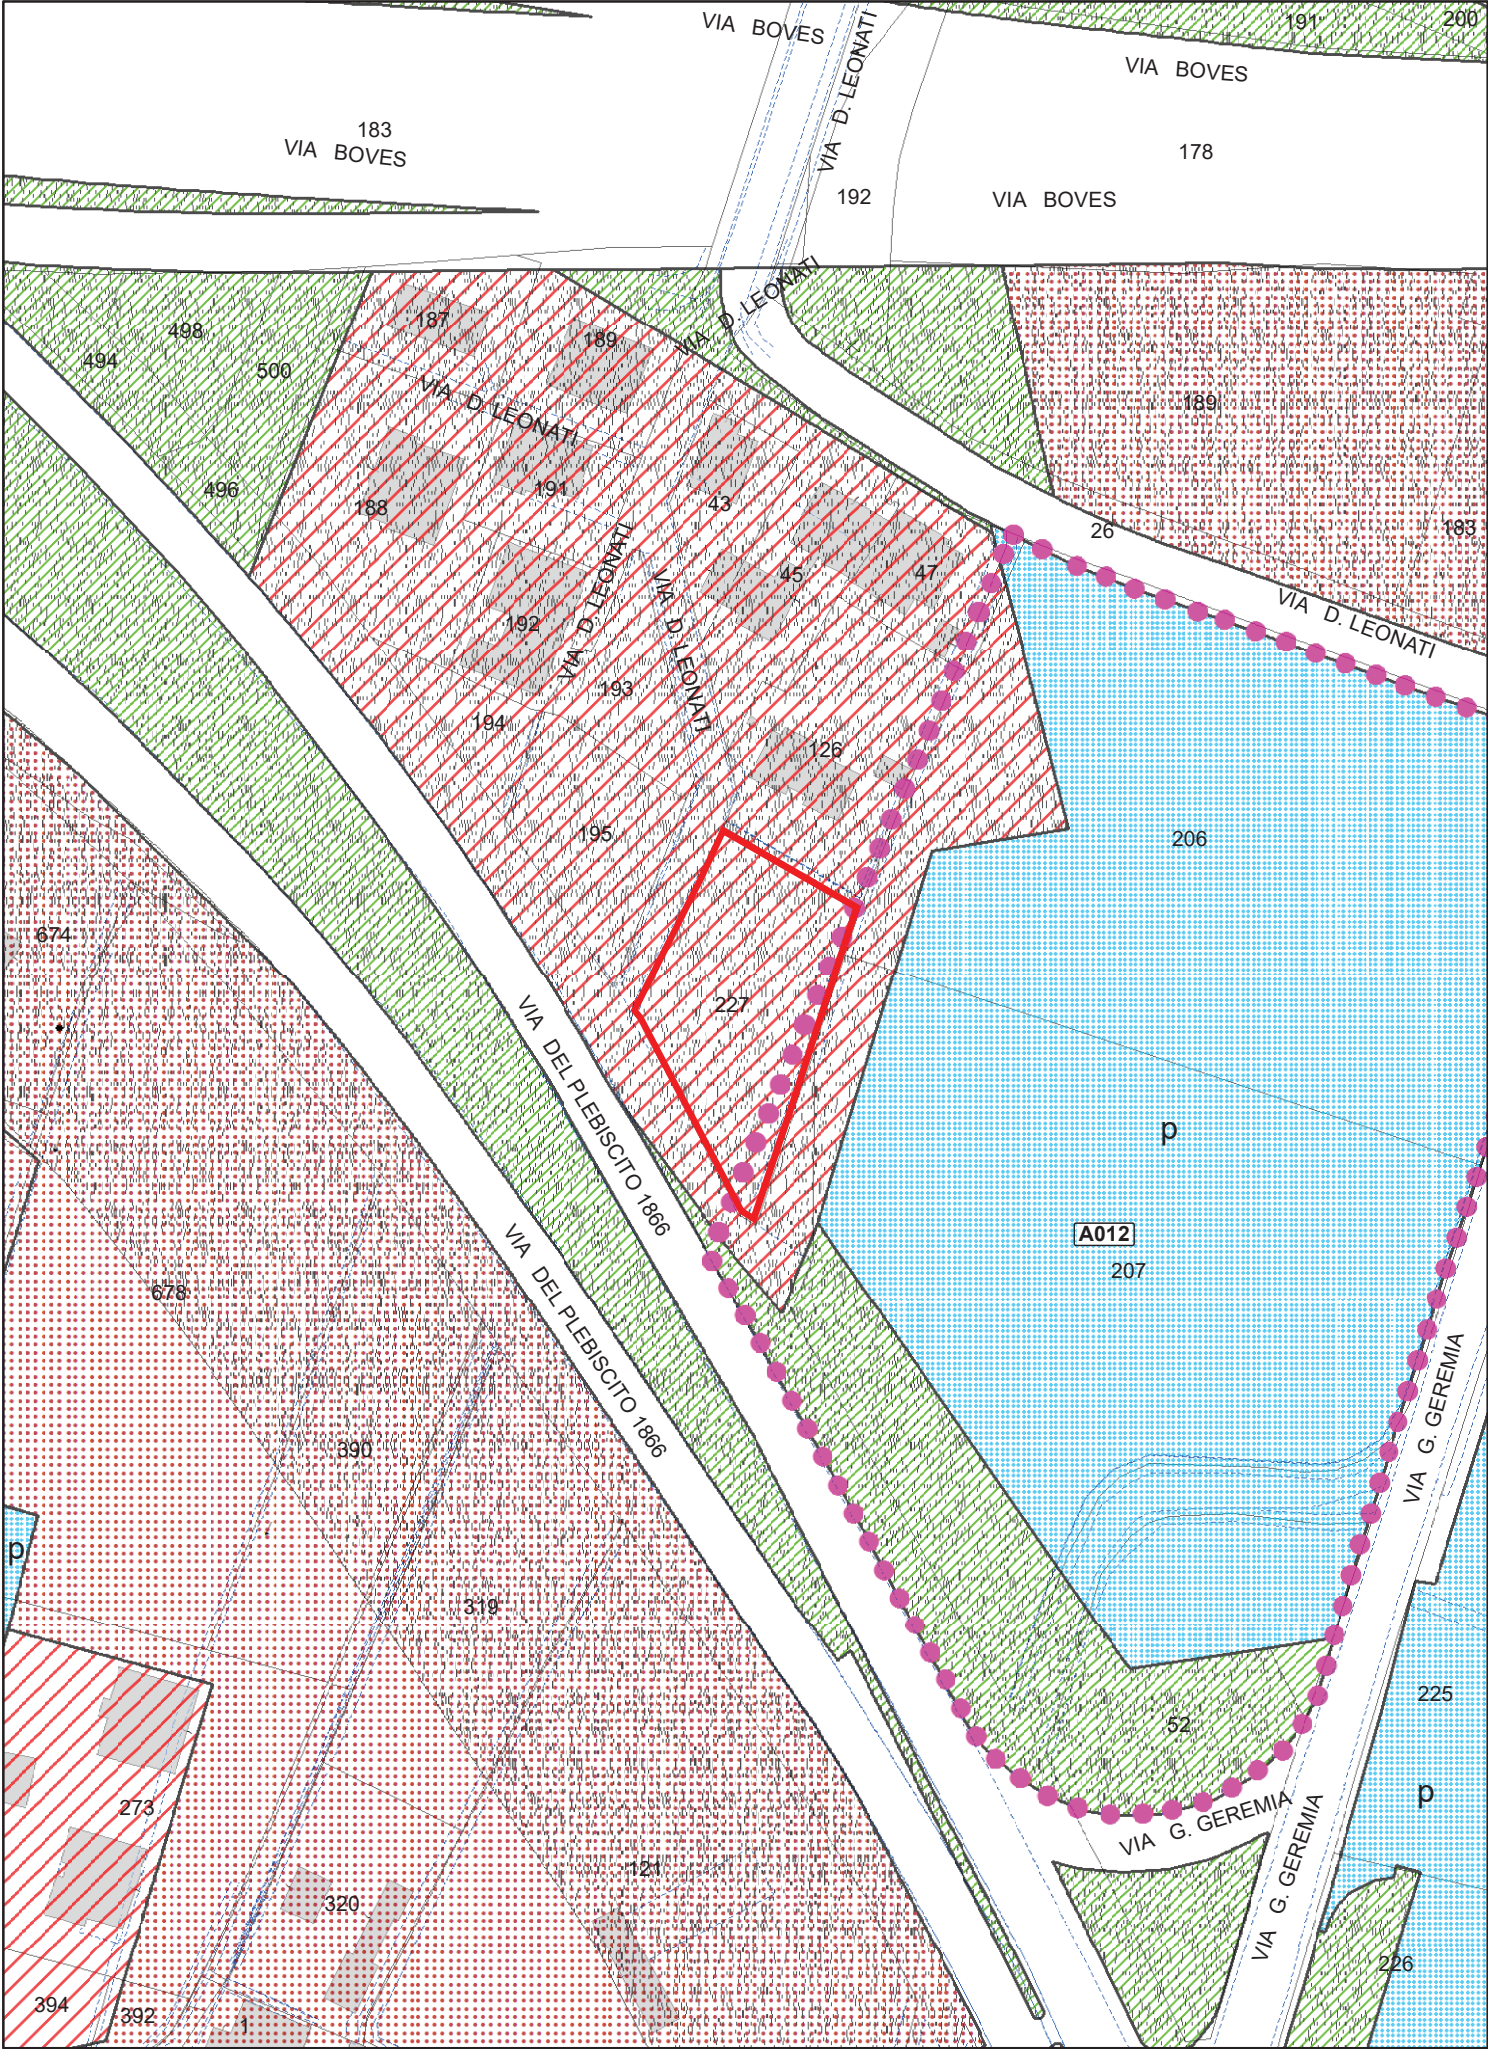 191
200
VIA BOVES
VIA D. LEONATI
VIA BOVES
183
VIA BOVES
178
192
VIA BOVES
VIA D. LEONATI
187
189
498
494
500
VIA D. LEONATI
189
496
188
191
43
26
183
VIA D. LEONATI
45
47
VIA D. LEONATI
VIA D. LEONATI
192
193
194
126
195
206
674
227
VIA DEL PLEBISCITO 1866
p
A012
207
VIA DEL PLEBISCITO 1866
678
VIA G. GEREMIA
390
p
319
225
52
p
273
VIA G. GEREMIA
VIA G. GEREMIA
121
320
226
394
392
1